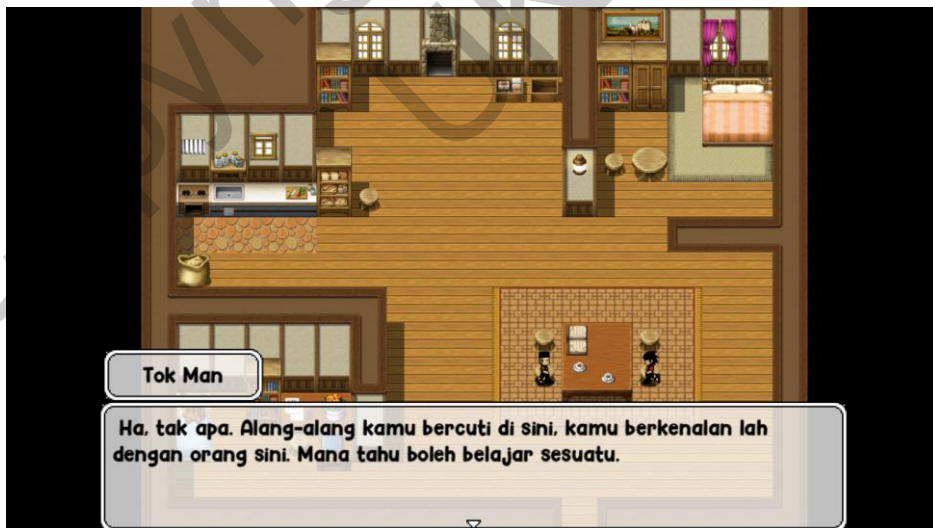 Tok Man
Ha, tak apa. Alang-alang kamu bercuti di sini, kamu berkenalan lah
dengan orang sini. Mana tahu boleh belajar sesuatu.